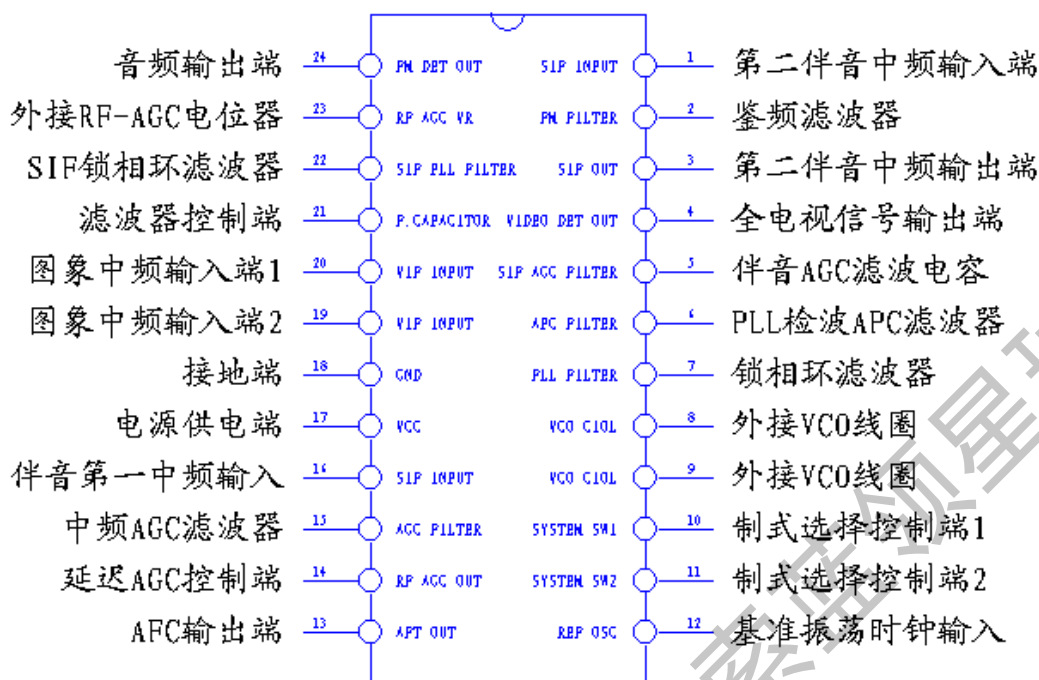 音频输出端 24 FM DET OUT SIF INPUT 1 第二伴音中频输入端
外接RF-AGC电位器 23 RF AGC VR FM FILTER 2 鉴频滤波器
SIF锁相环滤波器 22 SIF PLL FILTER SIF OUT 3 第二伴音中频输出端
滤波器控制端 21 F.CAPACITOR VIDEO DET OUT 4 全电视信号输出端
图象中频输入端1 20 VIF INPUT SIF AGC FILTER 5 伴音AGC滤波电容
图象中频输入端2 19 VIF INPUT APC FILTER 6 PLL检波APC滤波器
接地端 18 GND PLL FILTER 7 锁相环滤波器
电源供电端 17 VCC VCO CIOL 8 外接VCO线圈
伴音第一中频输入 16 SIF INPUT VCO CIOL 9 外接VCO线圈
中频AGC滤波器 15 AGC FILTER SYSTEM SW1 10 制式选择控制端1
延迟AGC控制端 14 RF AGC OUT SYSTEM SW2 11 制式选择控制端2
AFC输出端 13 AFT OUT REF OSC 12 基准振荡时钟输入
索蓝领星